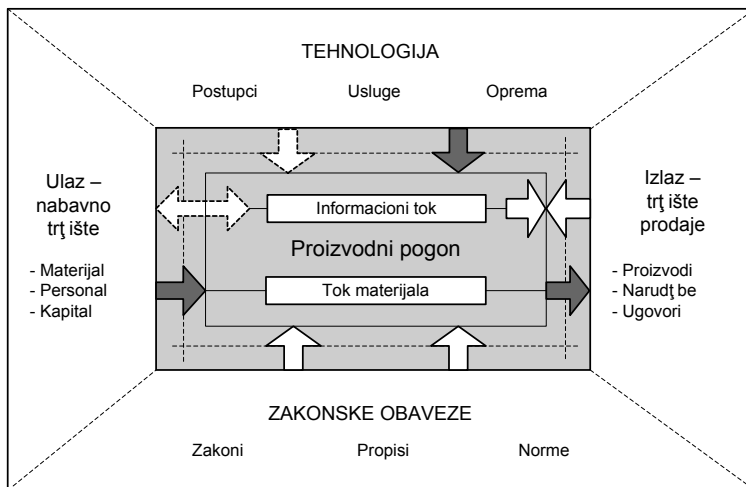 TEHNOLOGIJA
Postupci Usluge Oprema
Ulaz –
nabavno
trţ ište
- Materijal
- Personal
- Kapital
Informacioni tok
Proizvodni pogon
Tok materijala
Izlaz –
trţ ište
prodaje
- Proizvodi
- Narudţ be
- Ugovori
ZAKONSKE OBAVEZE
Zakoni Propisi Norme